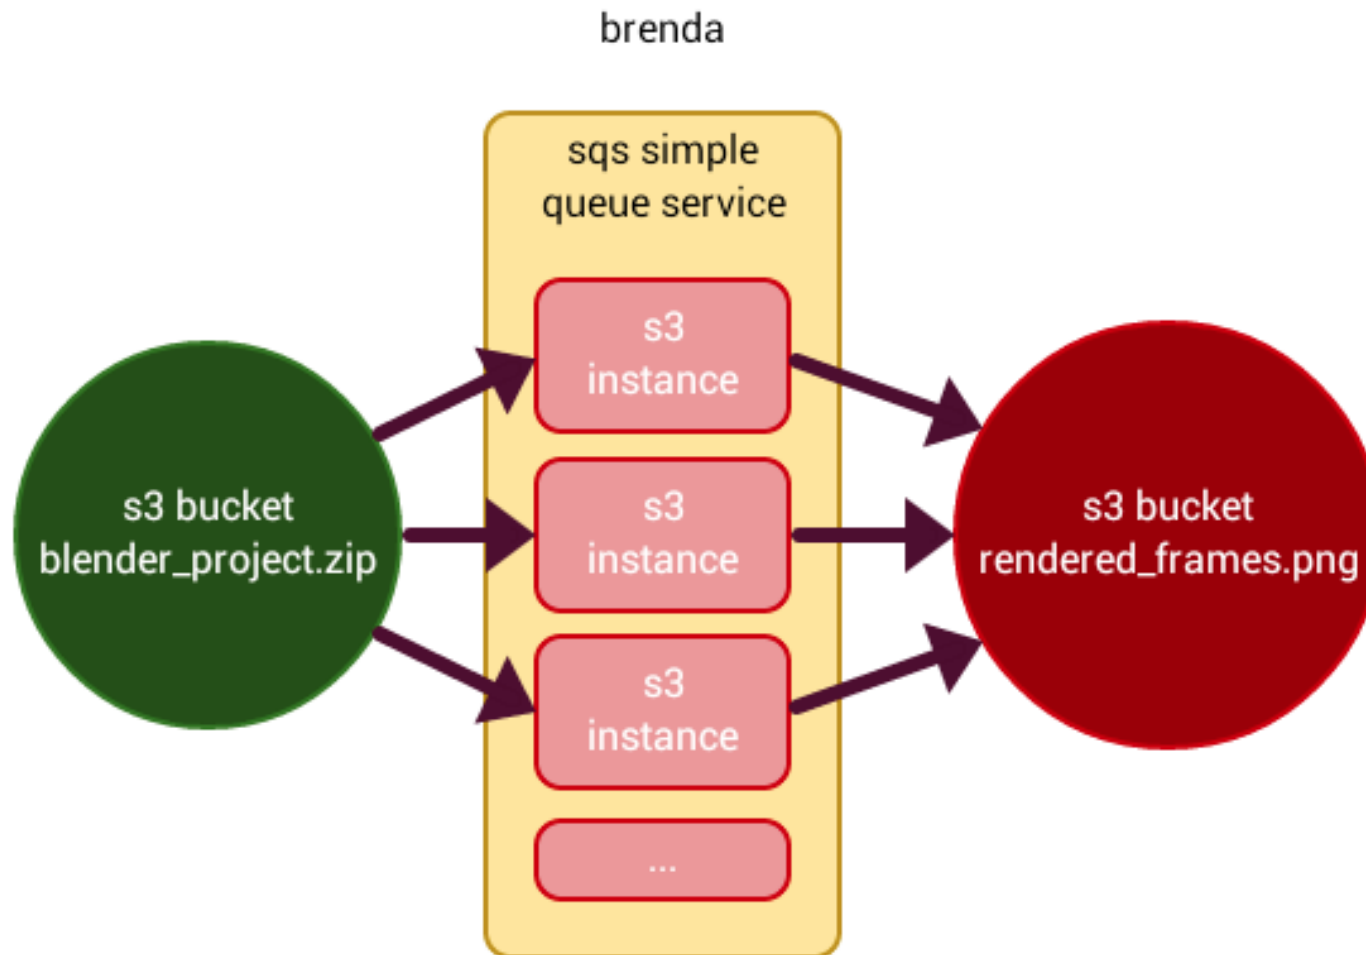 brenda
sqs simple
queue service
s3
instance
s3
instance
s3
instance
...
s3 bucket
blender_project.zip
s3 bucket
rendered_frames.png